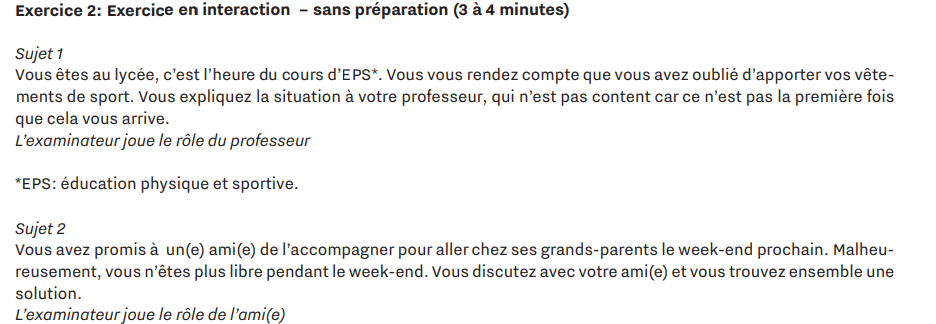 Exercice 2: Exercice en interaction – sans préparation (3 à 4 minutes)
Sujet 1
Vous êtes au lycée, c’est l’heure du cours d’EPS*. Vous vous rendez compte que vous avez oublié d’apporter vos vête-
ments de sport. Vous expliquez la situation à votre professeur, qui n’est pas content car ce n’est pas la première fois
que cela vous arrive.
L’examinateur joue le rôle du professeur
*EPS: éducation physique et sportive.
Sujet 2
Vous avez promis à un(e) ami(e) de l’accompagner pour aller chez ses grands-parents le week-end prochain. Malheu-
reusement, vous n’êtes plus libre pendant le week-end. Vous discutez avec votre ami(e) et vous trouvez ensemble une
solution.
L’examinateur joue le rôle de l’ami(e)